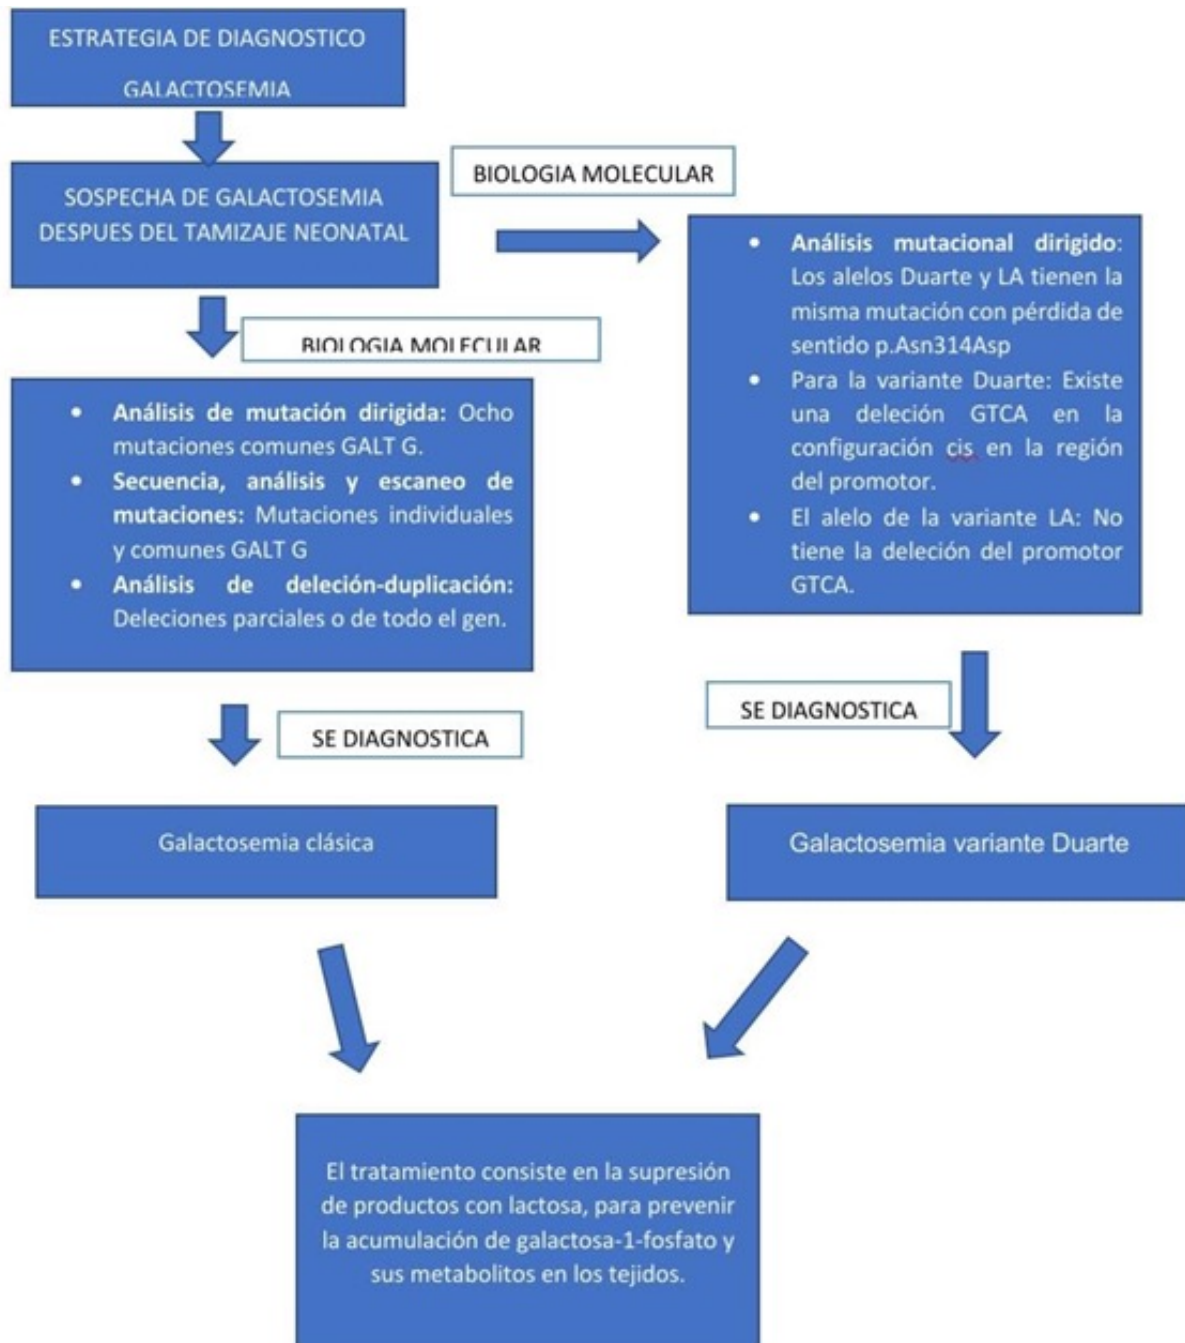 ESTRATEGIA DE DIAGNOSTICO
GALACTOSEMIA
SOSPECHA DE GALACTOSEMIA
DESPUES DEL TAMIZAJE NEONATAL
BIOLOGIA MOLECULAR
• Análisis mutacional dirigido:
Los alelos Duarte y LA tienen la
misma mutación con pérdida de
sentido p.Asn314Asp
• Para la variante Duarte: Existe
una deleción GTCA en la
configuración cis en la región
del promotor.
• El alelo de la variante LA: No
tiene la deleción del promotor
GTCA.
BIOLOGIA MOLECULAR
• Análisis de mutación dirigida: Ocho
mutaciones comunes GALT G.
• Secuencia, análisis y escaneo de
mutaciones: Mutaciones individuales
y comunes GALT G
• Análisis de deleción-duplicación:
Deleciones parciales o de todo el gen.
SE DIAGNOSTICA
SE DIAGNOSTICA
Galactosemia clásica
Galactosemia variante Duarte
El tratamiento consiste en la supresión
de productos con lactosa, para prevenir
la acumulación de galactosa-1-fosfato y
sus metabolitos en los tejidos.